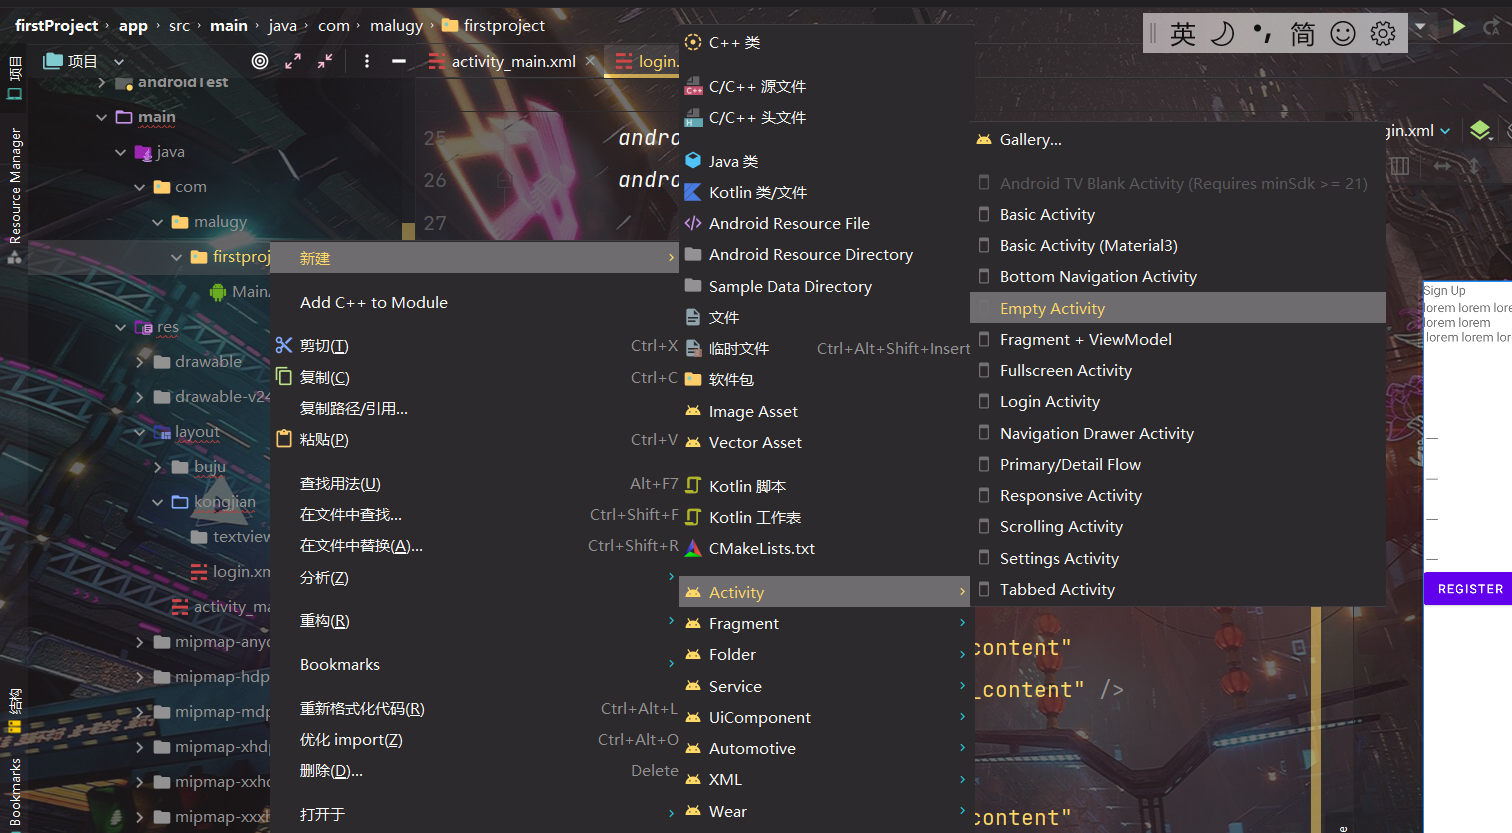 firstProject › app › src › main › java › com › malugy › firstproject
英 简
项目
项目
Resource Manager
结构
Bookmarks
androidTest
main
java
com
malugy
firstproj
Main
res
drawable
drawable-v24
layout
buju
kongjian
textview
login.xm
activity_ma
mipmap-anyd
mipmap-hdp
mipmap-mdp
mipmap-xhdp
mipmap-xxhd
mipmap-xxxh
activity_main.xml
login.
gin.xml
25 andro
26 andro
27
新建
Add C++ to Module
剪切(T) Ctrl+X
复制(C) Ctrl+C
复制路径/引用...
粘贴(P) Ctrl+V
查找用法(U) Alt+F7
在文件中查找... Ctrl+Shift+F
在文件中替换(A)... Ctrl+Shift+R
分析(Z)
重构(R)
Bookmarks
重新格式化代码(R) Ctrl+Alt+L
优化 import(Z) Ctrl+Alt+O
删除(D)... Delete
打开于
C++ 类
C/C++ 源文件
C/C++ 头文件
Java 类
Kotlin 类/文件
Android Resource File
Android Resource Directory
Sample Data Directory
文件
临时文件 Ctrl+Alt+Shift+Insert
软件包
Image Asset
Vector Asset
Kotlin 脚本
Kotlin 工作表
CMakeLists.txt
Activity
Fragment
Folder
Service
UiComponent
Automotive
XML
Wear
Gallery...
Android TV Blank Activity (Requires minSdk >= 21)
Basic Activity
Basic Activity (Material3)
Bottom Navigation Activity
Empty Activity
Fragment + ViewModel
Fullscreen Activity
Login Activity
Navigation Drawer Activity
Primary/Detail Flow
Responsive Activity
Scrolling Activity
Settings Activity
Tabbed Activity
content"
_content" />
content"
Sign Up
lorem lorem lore
lorem lorem
lorem lorem lor
REGISTER